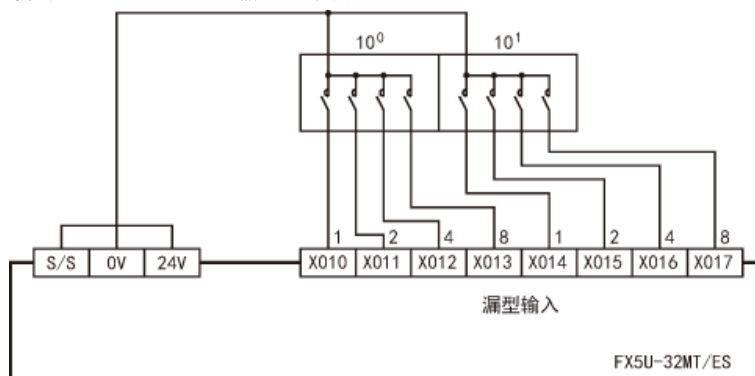 10⁰ 10¹
1 2 4 8 1 2 4 8
S/S 0V 24V X010 X011 X012 X013 X014 X015 X016 X017
漏型输入
FX5U-32MT/ES